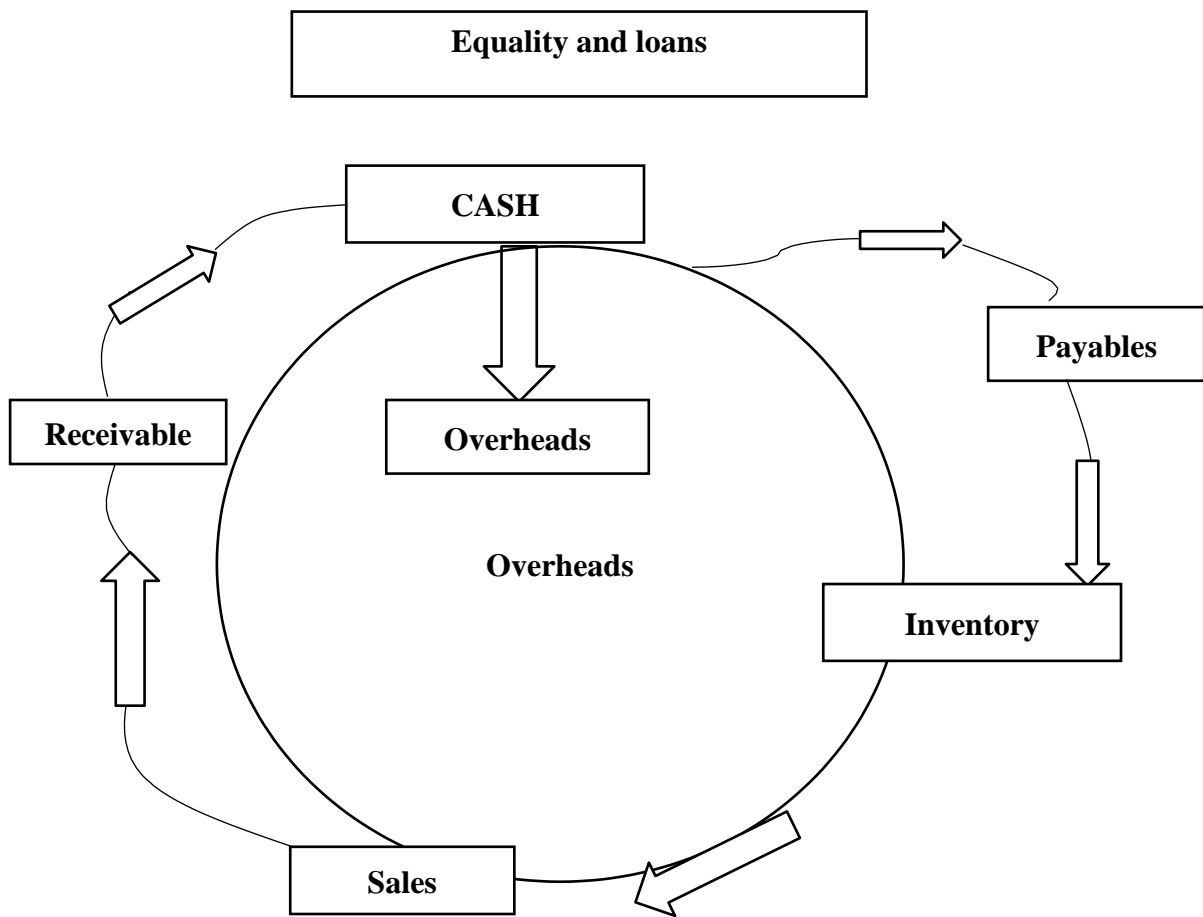 Equality and loans
CASH
Payables
Receivable
Overheads
Overheads
Inventory
Sales